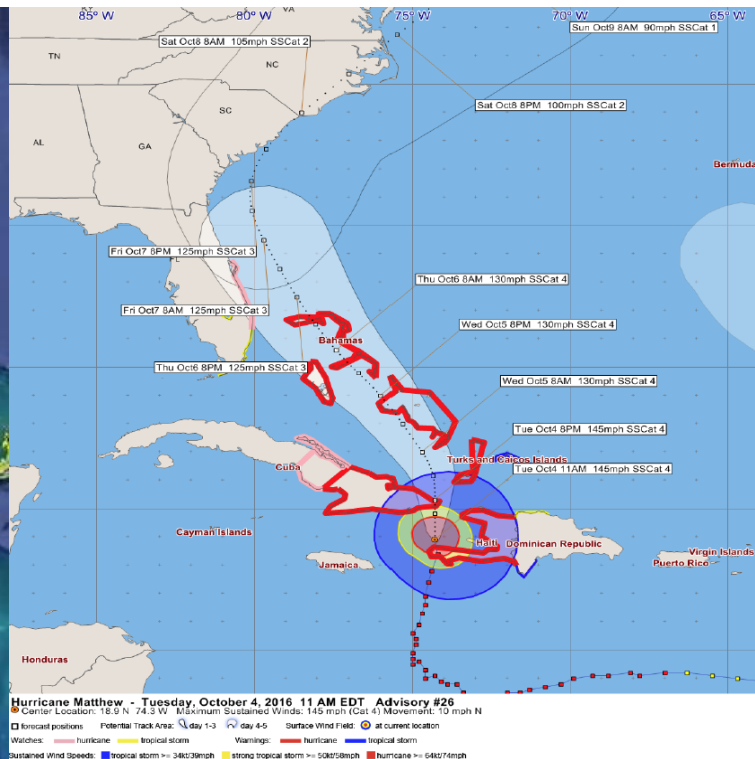 85° W 80° W VA 75° W 70° W 65° W
Sun Oct9 8AM 90mph SSCat 1
Sat Oct8 8AM 105mph SSCat 2
TN
NC
Sat Oct8 8PM 100mph SSCat 2
SC
AL
GA
Bermuda
Fri Oct7 8PM 125mph SSCat 3
FL
Thu Oct6 8AM 130mph SSCat 4
Fri Oct7 8AM 125mph SSCat 3
Wed Oct5 8PM 130mph SSCat 4
Bahamas
Thu Oct6 8PM 125mph SSCat 3
Wed Oct5 8AM 130mph SSCat 4
Tue Oct4 8PM 145mph SSCat 4
Turks and Caicos Islands
Cuba
Tue Oct4 11AM 145mph SSCat 4
Cayman Islands
Haiti Dominican Republic
Virgin Islands
Jamaica
Puerto Rico
Honduras
Hurricane Matthew - Tuesday, October 4, 2016 11 AM EDT Advisory #26
Center Location: 18.9 N 74.3 W Maximum Sustained Winds: 145 mph (Cat 4) Movement: 10 mph N
forecast positions Potential Track Area: day 1-3 day 4-5 Surface Wind Field: at current location
Watches: hurricane tropical storm Warnings: hurricane tropical storm
Sustained Wind Speeds: tropical storm >= 34kt/39mph strong tropical storm >= 50kt/58mph hurricane >= 64kt/74mph